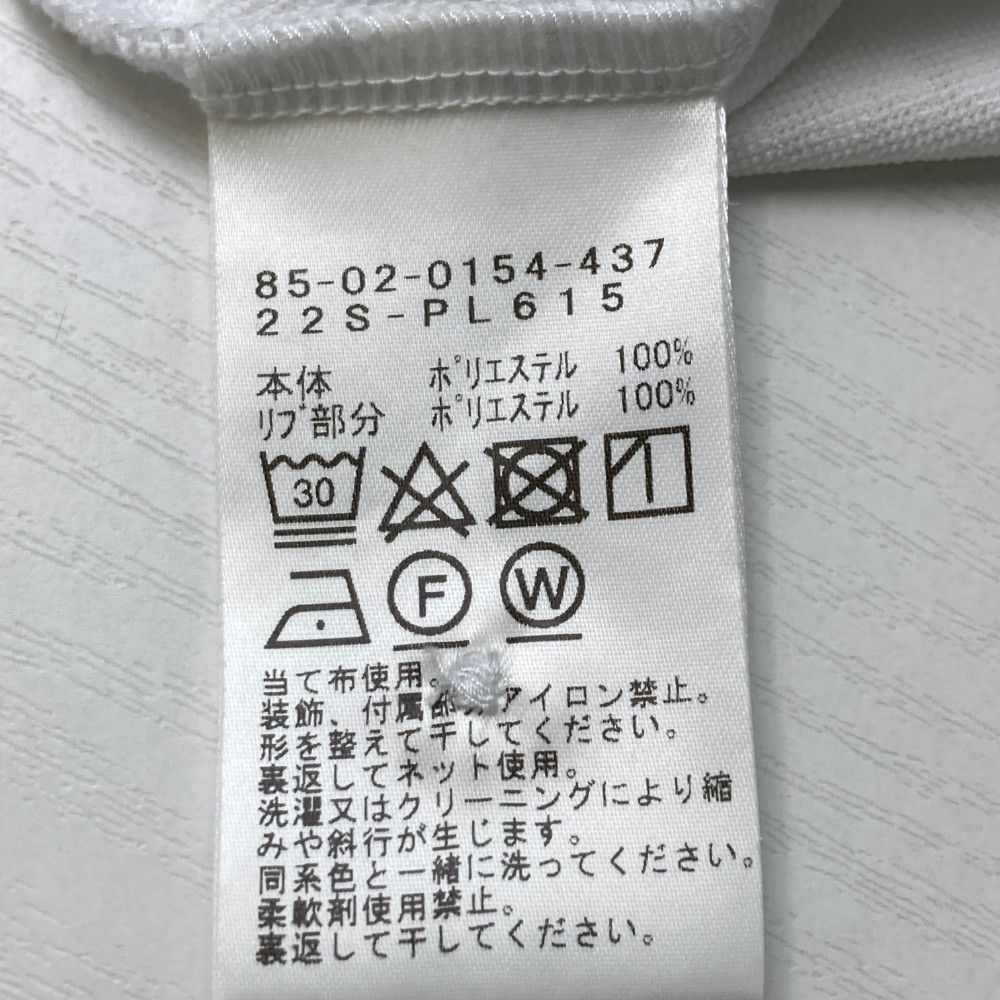 85-02-0154-437
22S-PL615
本体 ポリエステル 100%
リブ部分 ポリエステル 100%
30
F W
当て布使用。
装飾、付属部 アイロン禁止。
形を整えて干してください。
裏返してネット使用。
洗濯又はクリーニングにより縮
みや斜行が生じます。
同系色と一緒に洗ってください。
柔軟剤使用禁止。
裏返して干してください。